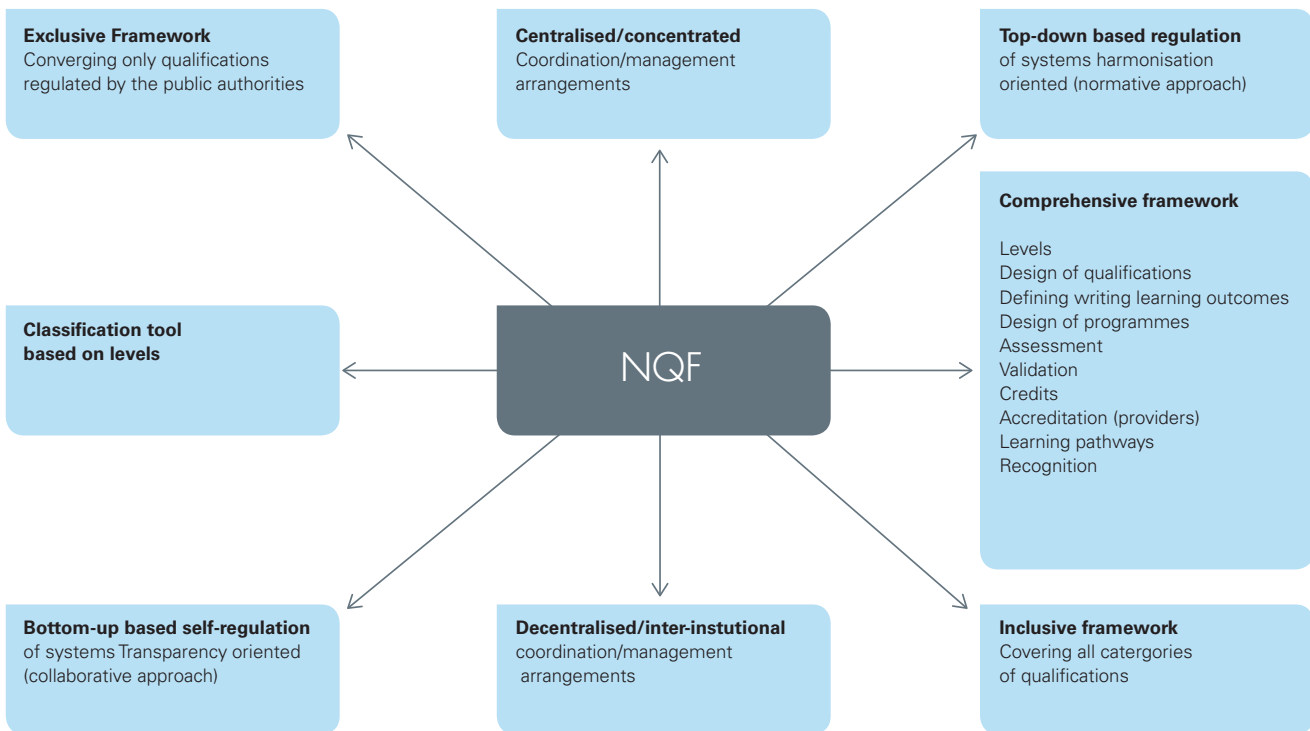 Exclusive Framework
Converging only qualifications
regulated by the public authorities
Centralised/concentrated
Coordination/management
arrangements
Top-down based regulation
of systems harmonisation
oriented (normative approach)
Classification tool
based on levels
NQF
Comprehensive framework
Levels
Design of qualifications
Defining writing learning outcomes
Design of programmes
Assessment
Validation
Credits
Accreditation (providers)
Learning pathways
Recognition
Bottom-up based self-regulation
of systems Transparency oriented
(collaborative approach)
Decentralised/inter-instutional
coordination/management
arrangements
Inclusive framework
Covering all catergories
of qualifications